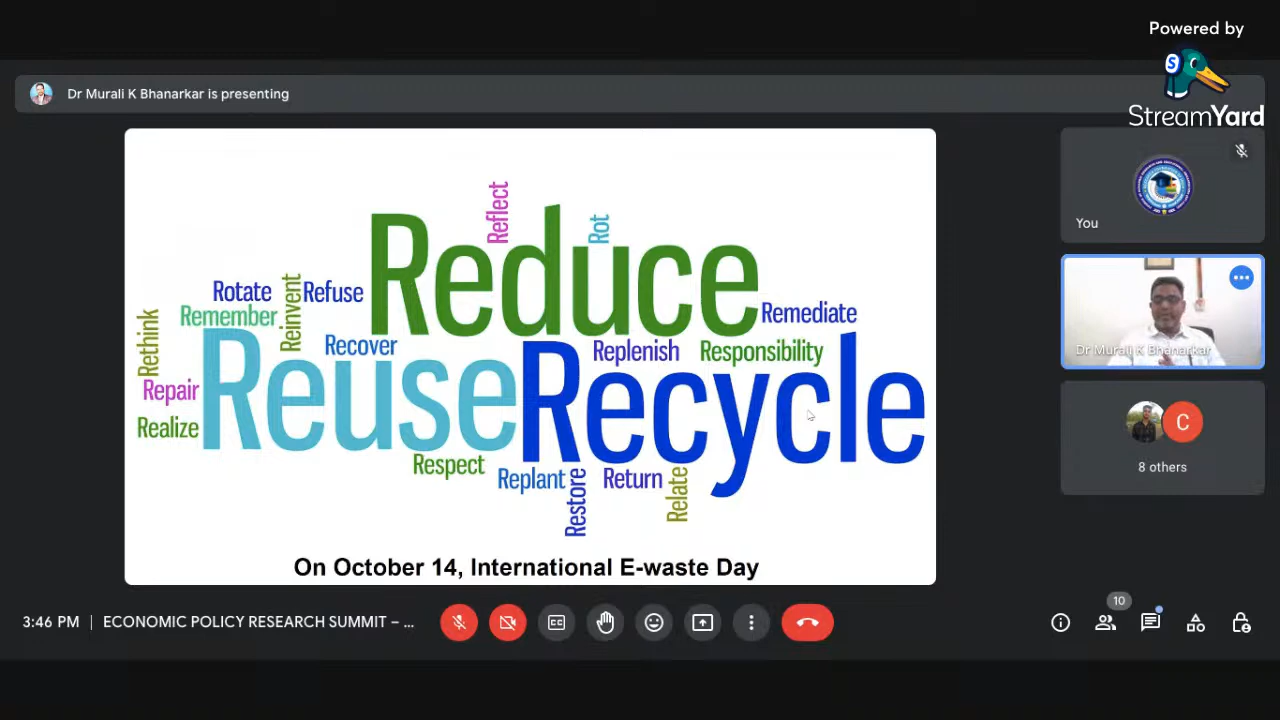 Powered by
S
StreamYard
Dr Murali K Bhanarkar is presenting
Reflect
Rot
Reduce
Rotate
Reinvent
Refuse
Remember
Remediate
Rethink
Recover
Replenish
Responsibility
Reuse
Recycle
Repair
Realize
Respect
Replant
Restore
Return
Relate
On October 14, International E-waste Day
You
Dr Murali K Bhanarkar
C
8 others
3:46 PM | ECONOMIC POLICY RESEARCH SUMMIT – ...
CC
10